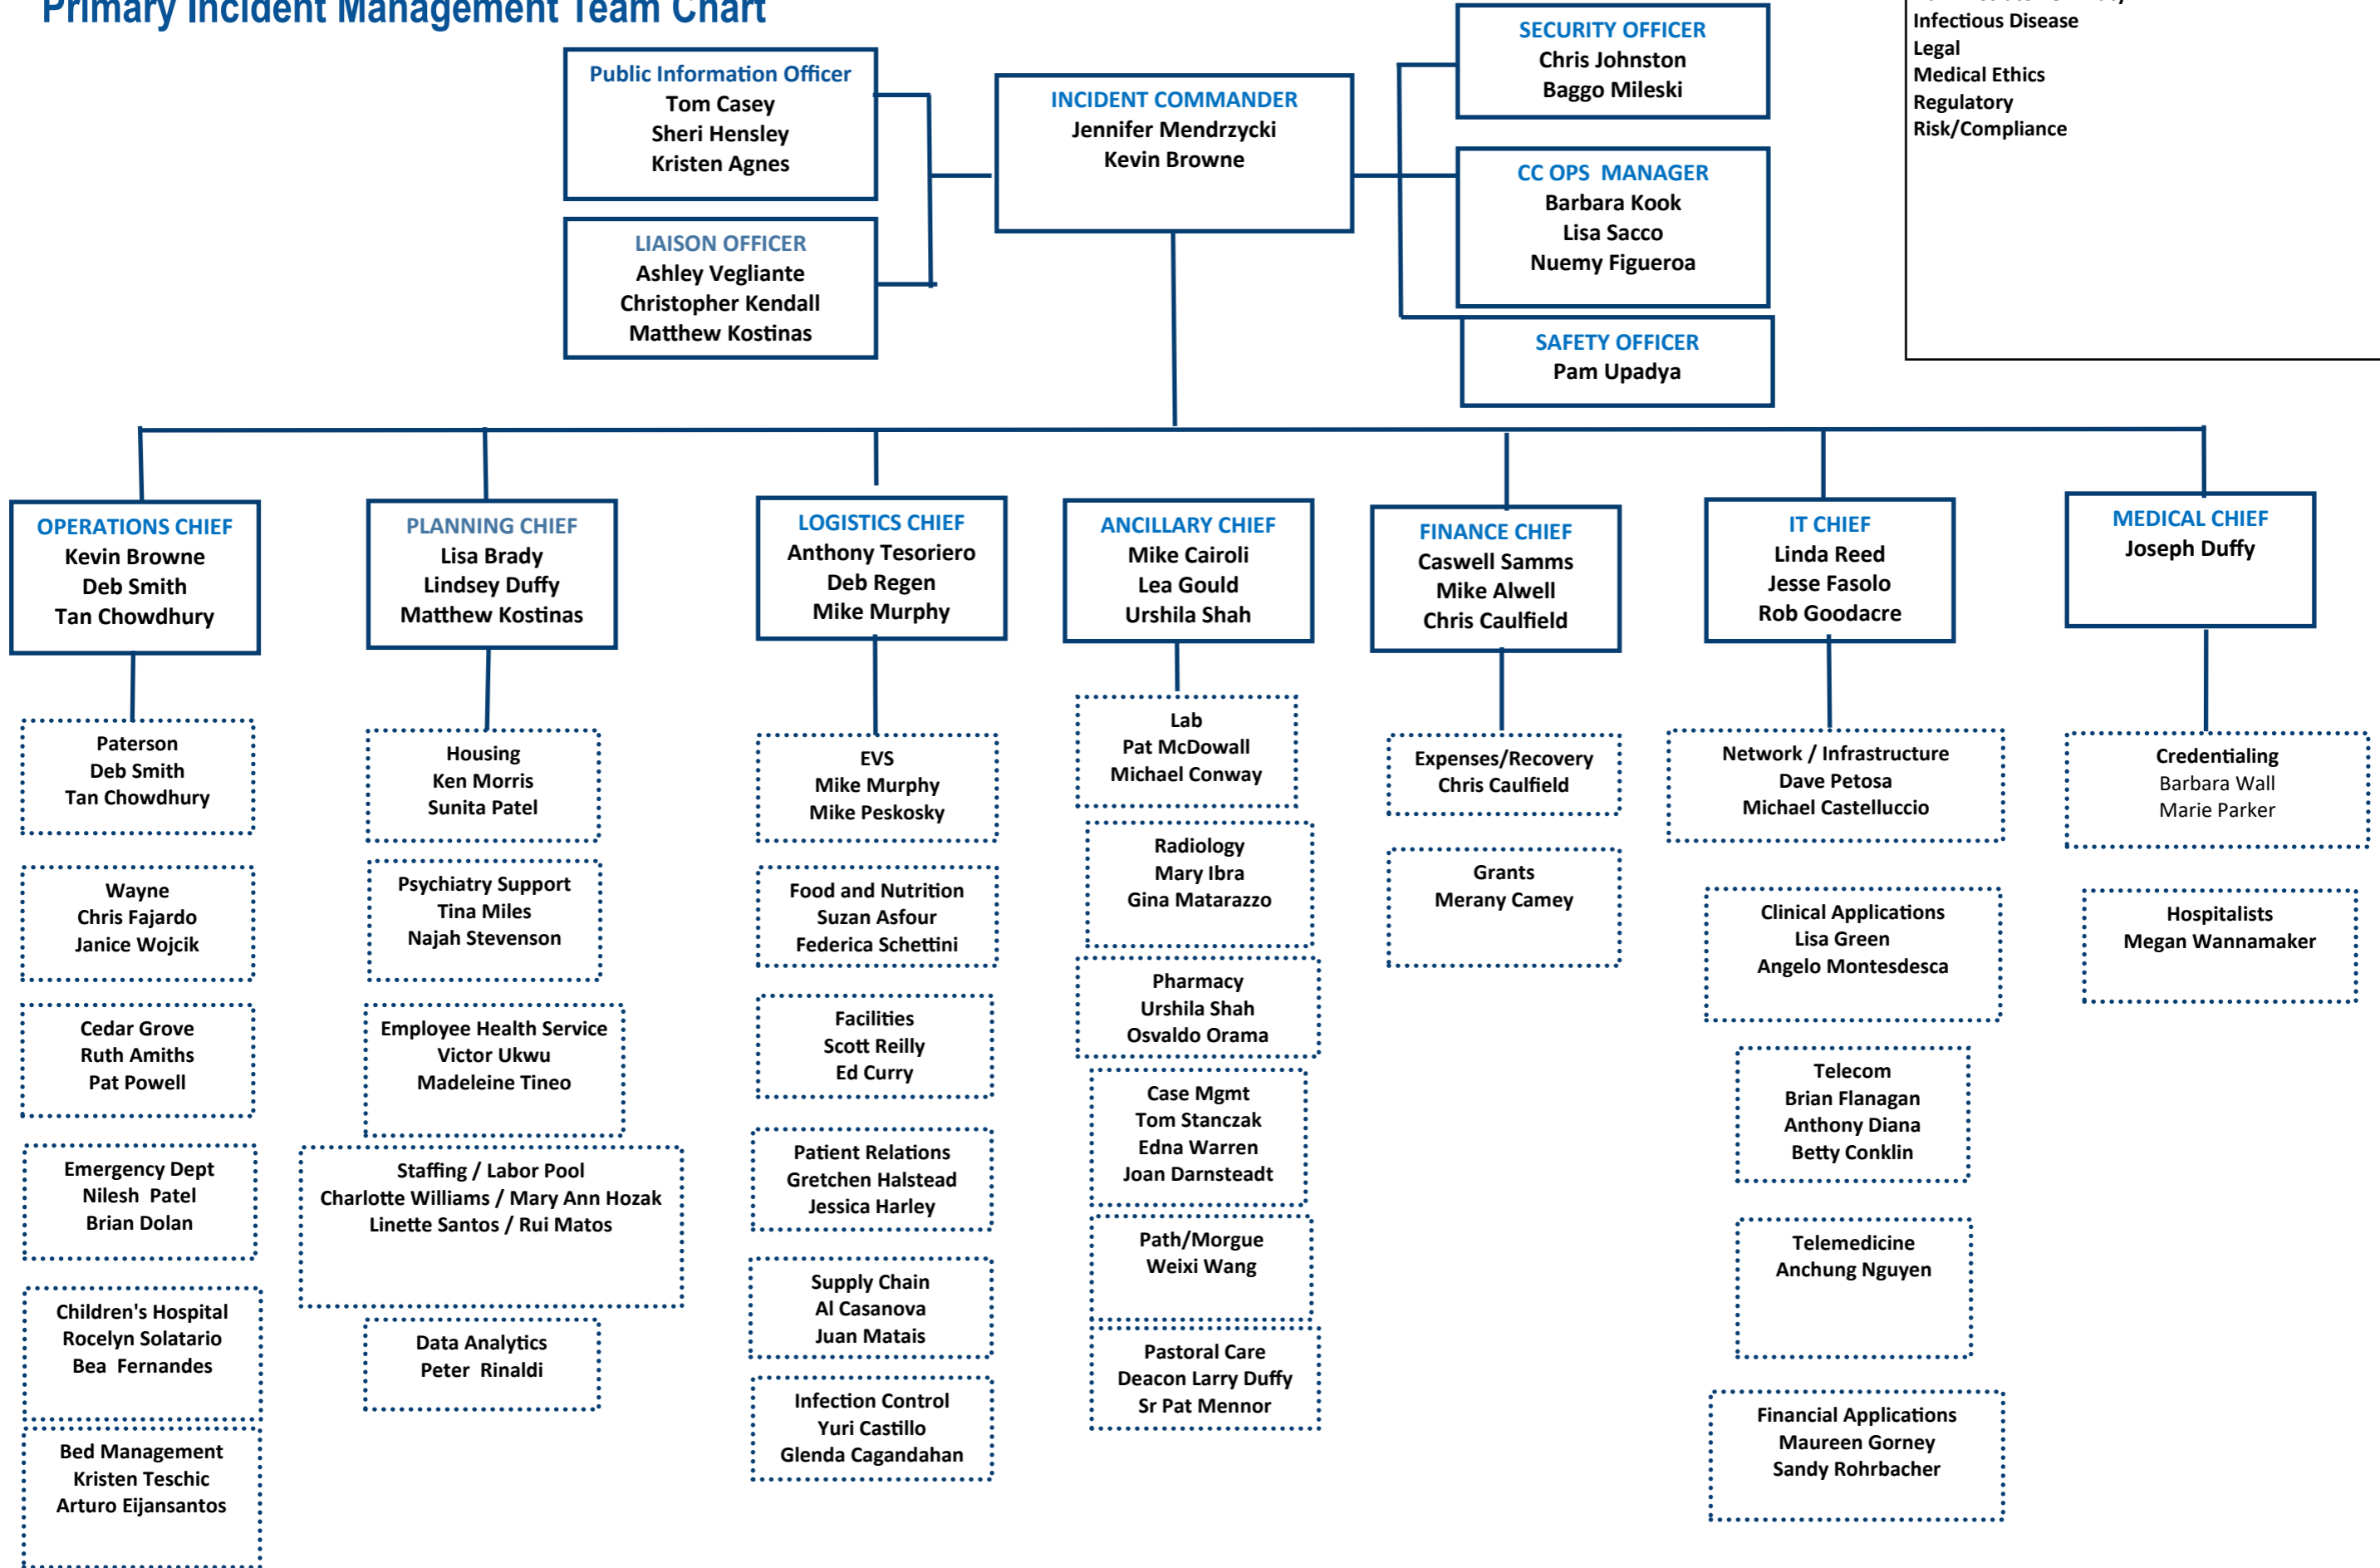 Primary Incident Management Team Chart
Infectious Disease
Legal
Medical Ethics
Regulatory
Risk/Compliance
Public Information Officer
Tom Casey
Sheri Hensley
Kristen Agnes
LIAISON OFFICER
Ashley Vegliante
Christopher Kendall
Matthew Kostinas
INCIDENT COMMANDER
Jennifer Mendrzycki
Kevin Browne
SECURITY OFFICER
Chris Johnston
Baggo Mileski
CC OPS  MANAGER
Barbara Kook
Lisa Sacco
Nuemy Figueroa
SAFETY OFFICER
Pam Upadya
OPERATIONS CHIEF
Kevin Browne
Deb Smith
Tan Chowdhury
PLANNING CHIEF
Lisa Brady
Lindsey Duffy
Matthew Kostinas
LOGISTICS CHIEF
Anthony Tesoriero
Deb Regen
Mike Murphy
ANCILLARY CHIEF
Mike Cairoli
Lea Gould
Urshila Shah
FINANCE CHIEF
Caswell Samms
Mike Alwell
Chris Caulfield
IT CHIEF
Linda Reed
Jesse Fasolo
Rob Goodacre
MEDICAL CHIEF
Joseph Duffy
Paterson
Deb Smith
Tan Chowdhury
Wayne
Chris Fajardo
Janice Wojcik
Cedar Grove
Ruth Amiths
Pat Powell
Emergency Dept
Nilesh  Patel
Brian Dolan
Children's Hospital
Rocelyn Solatario
Bea  Fernandes
Bed Management
Kristen Teschic
Arturo Eijansantos
Housing
Ken Morris
Sunita Patel
Psychiatry Support
Tina Miles
Najah Stevenson
Employee Health Service
Victor Ukwu
Madeleine Tineo
Staffing / Labor Pool
Charlotte Williams / Mary Ann Hozak
Linette Santos / Rui Matos
Data Analytics
Peter  Rinaldi
EVS
Mike Murphy
Mike Peskosky
Food and Nutrition
Suzan Asfour
Federica Schettini
Facilities
Scott Reilly
Ed Curry
Patient Relations
Gretchen Halstead
Jessica Harley
Supply Chain
Al Casanova
Juan Matais
Infection Control
Yuri Castillo
Glenda Cagandahan
Lab
Pat McDowall
Michael Conway
Radiology
Mary Ibra
Gina Matarazzo
Pharmacy
Urshila Shah
Osvaldo Orama
Case Mgmt
Tom Stanczak
Edna Warren
Joan Darnsteadt
Path/Morgue
Weixi Wang
Pastoral Care
Deacon Larry Duffy
Sr Pat Mennor
Expenses/Recovery
Chris Caulfield
Grants
Merany Camey
Network / Infrastructure
Dave Petosa
Michael Castelluccio
Clinical Applications
Lisa Green
Angelo Montesdesca
Telecom
Brian Flanagan
Anthony Diana
Betty Conklin
Telemedicine
Anchung Nguyen
Financial Applications
Maureen Gorney
Sandy Rohrbacher
Credentialing
Barbara Wall
Marie Parker
Hospitalists
Megan Wannamaker